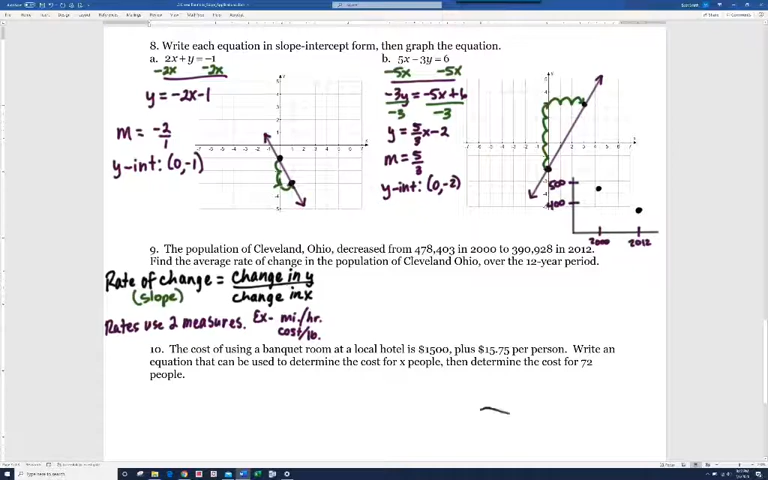 8. Write each equation in slope-intercept form, then graph the equation.
a. 2x + y = −1
b. 5x − 3y = 6
-2x -2x
-5x -5x
y = -2x-1
-3y = -5x+6
-3 -3
y = 5/3x-2
m = -2/1
m = 5/3
y-int: (0,-1)
y-int: (0,-2)
500
400
2000 2012
9. The population of Cleveland, Ohio, decreased from 478,403 in 2000 to 390,928 in 2012.
Find the average rate of change in the population of Cleveland Ohio, over the 12-year period.
Rate of change = change in y
(slope) change in x
Rates use 2 measures. Ex- mi./hr.
cost/lb.
10. The cost of using a banquet room at a local hotel is $1500, plus $15.75 per person. Write an
equation that can be used to determine the cost for x people, then determine the cost for 72
people.
Type here to search